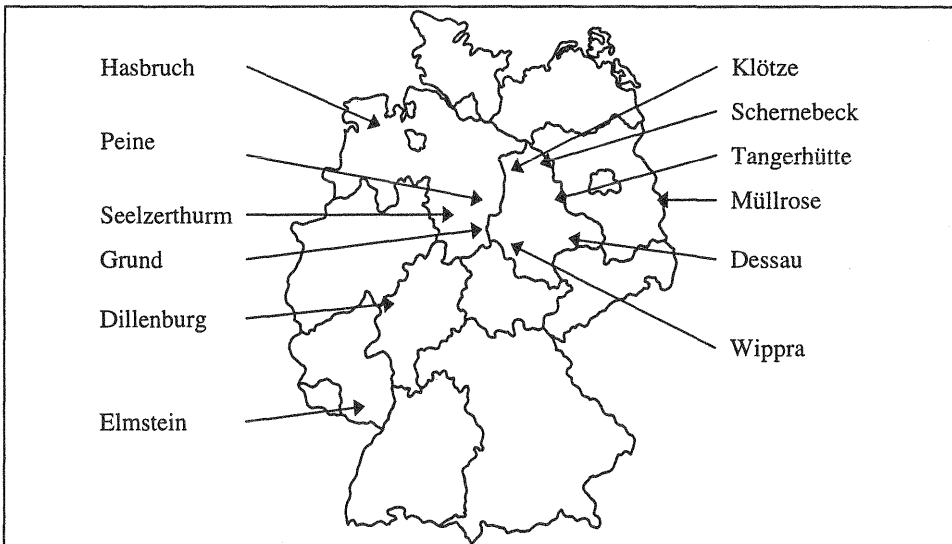 Hasbruch
Peine
Seelzerthurm
Grund
Dillenburg
Elmstein
Klötze
Schernebeck
Tangerhütte
Müllrose
Dessau
Wippra